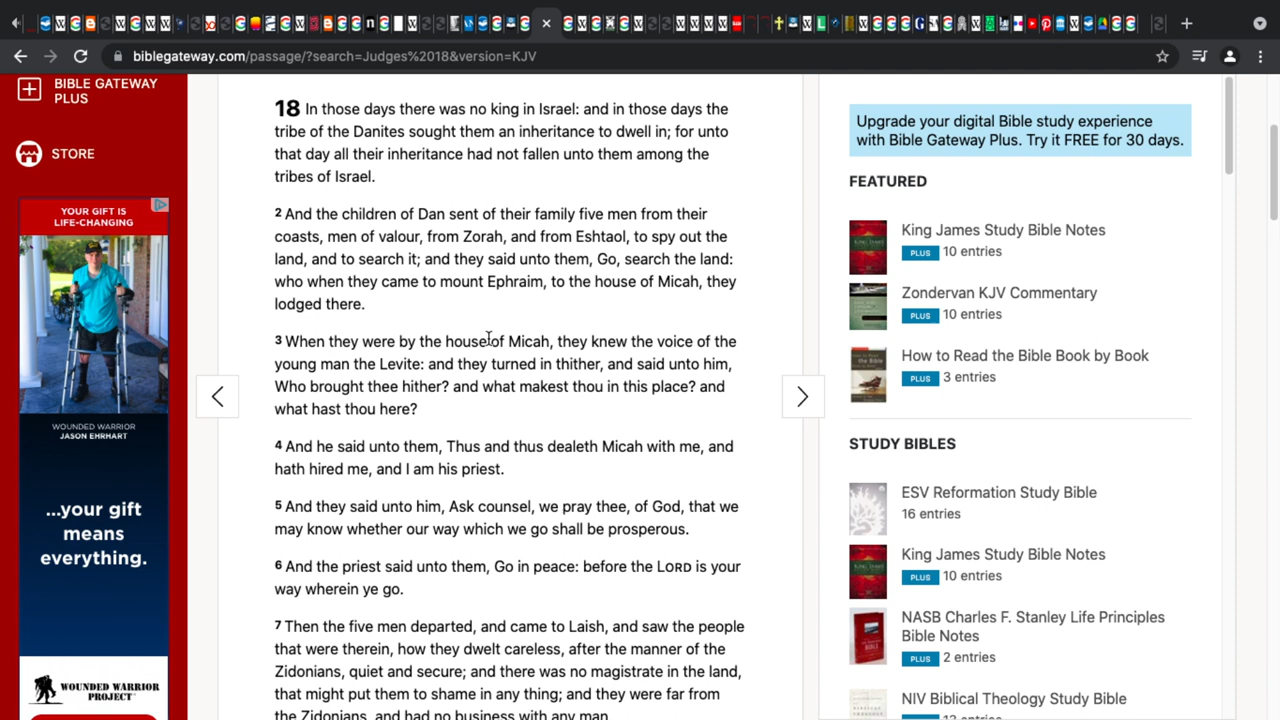 biblegateway.com/passage/?search=Judges%2018&version=KJV
BIBLE GATEWAY
PLUS
STORE
YOUR GIFT IS
LIFE-CHANGING
WOUNDED WARRIOR
JASON EHRHART
...your gift
means
everything.
WOUNDED WARRIOR
PROJECT
18 In those days there was no king in Israel: and in those days the
tribe of the Danites sought them an inheritance to dwell in; for unto
that day all their inheritance had not fallen unto them among the
tribes of Israel.
2 And the children of Dan sent of their family five men from their
coasts, men of valour, from Zorah, and from Eshtaol, to spy out the
land, and to search it; and they said unto them, Go, search the land:
who when they came to mount Ephraim, to the house of Micah, they
lodged there.
3 When they were by the house of Micah, they knew the voice of the
young man the Levite: and they turned in thither, and said unto him,
Who brought thee hither? and what makest thou in this place? and
what hast thou here?
4 And he said unto them, Thus and thus dealeth Micah with me, and
hath hired me, and I am his priest.
5 And they said unto him, Ask counsel, we pray thee, of God, that we
may know whether our way which we go shall be prosperous.
6 And the priest said unto them, Go in peace: before the LORD is your
way wherein ye go.
7 Then the five men departed, and came to Laish, and saw the people
that were therein, how they dwelt careless, after the manner of the
Zidonians, quiet and secure; and there was no magistrate in the land,
that might put them to shame in any thing; and they were far from
the Zidonians, and had no business with any man.
Upgrade your digital Bible study experience
with Bible Gateway Plus. Try it FREE for 30 days.
FEATURED
King James Study Bible Notes
PLUS 10 entries
Zondervan KJV Commentary
PLUS 10 entries
How to Read the Bible Book by Book
PLUS 3 entries
STUDY BIBLES
ESV Reformation Study Bible
16 entries
King James Study Bible Notes
PLUS 10 entries
NASB Charles F. Stanley Life Principles
Bible Notes
PLUS 2 entries
NIV Biblical Theology Study Bible